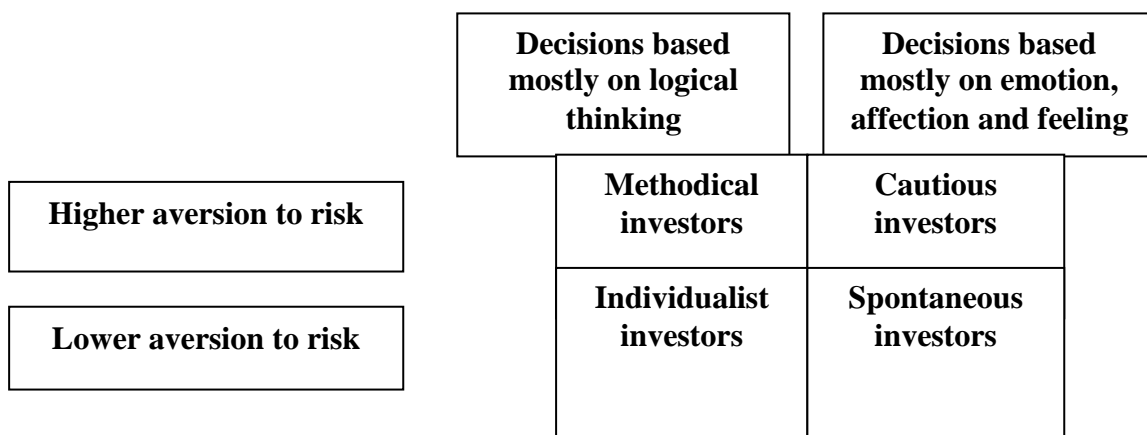 Decisions based
mostly on logical
thinking
Decisions based
mostly on emotion,
affection and feeling
Higher aversion to risk
Methodical
investors
Cautious
investors
Lower aversion to risk
Individualist
investors
Spontaneous
investors